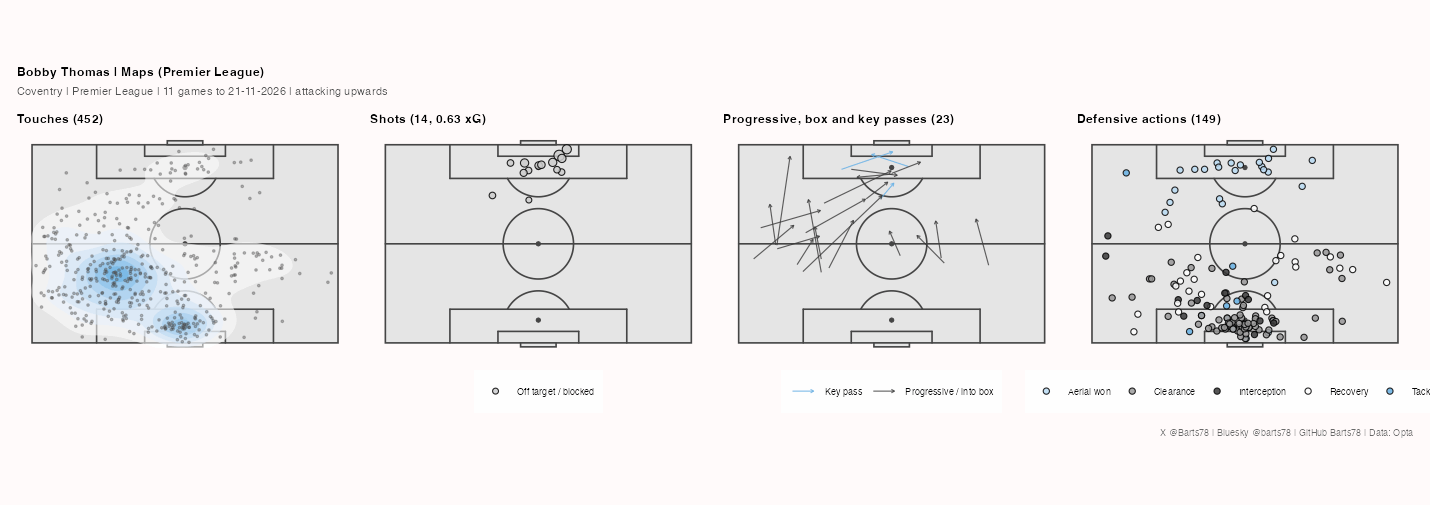 Bobby Thomas | Maps (Premier League)
Coventry | Premier League | 11 games to 21-11-2026 | attacking upwards
Touches (452)
Shots (14, 0.63 xG)
Progressive, box and key passes (23)
Defensive actions (149)
Off target / blocked
Key pass
Progressive / into box
Aerial won
Clearance
Interception
Recovery
Tack
X @Barts78 | Bluesky @barts78 | GitHub Barts78 | Data: Opta